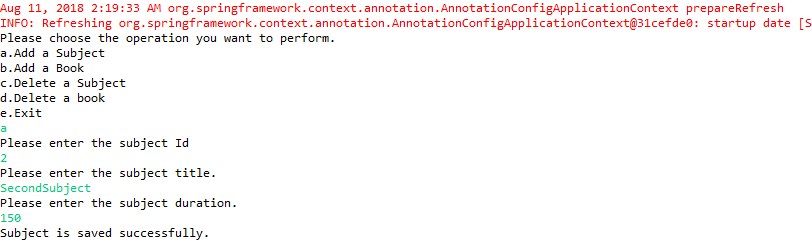 Aug 11, 2018 2:19:33 AM org.springframework.context.annotation.AnnotationConfigApplicationContext prepareRefresh
INFO: Refreshing org.springframework.context.annotation.AnnotationConfigApplicationContext@31cefde0: startup date [S
Please choose the operation you want to perform.
a.Add a Subject
b.Add a Book
c.Delete a Subject
d.Delete a book
e.Exit
a
Please enter the subject Id
2
Please enter the subject title.
SecondSubject
Please enter the subject duration.
150
Subject is saved successfully.